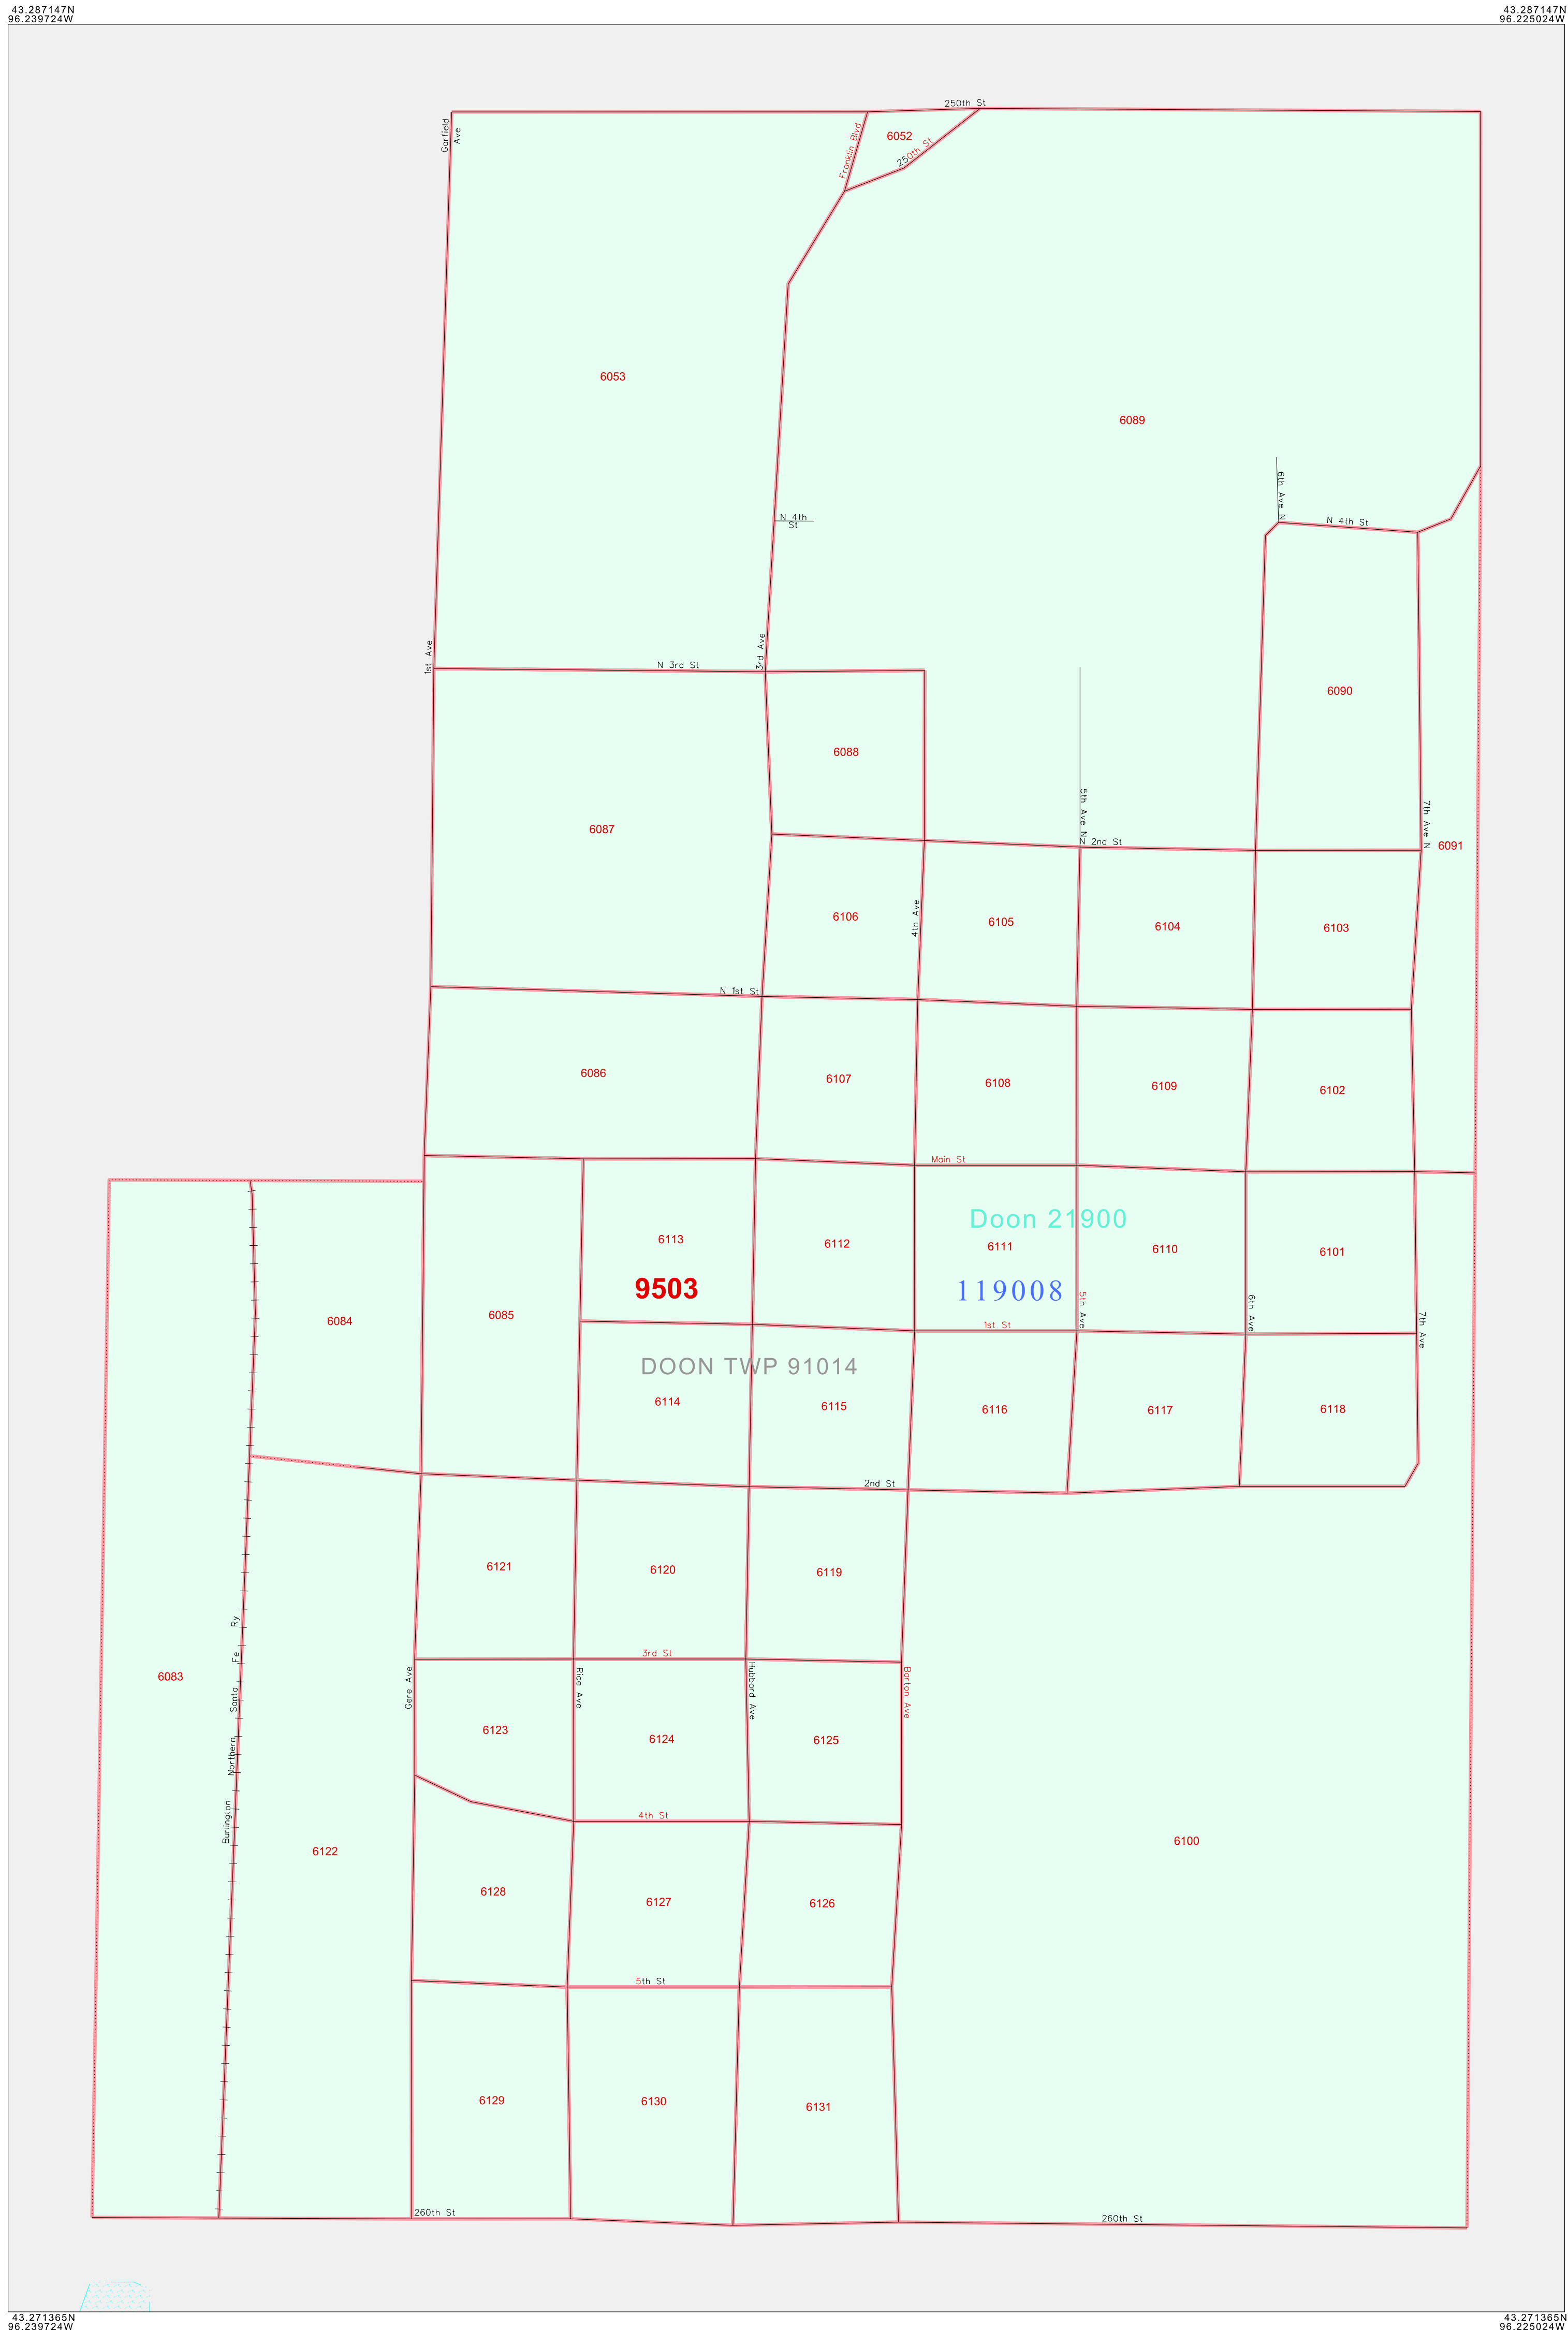 43.287147N
96.239724W
43.287147N
96.225024W
250th St
Garfield
Ave
Franklin Blvd
6052
250th St
6053
6089
6th Ave N
N 4th
St
N 4th St
1st Ave
N 3rd St
3rd Ave
6090
6088
5th Ave N
7th Ave N
6087
N 2nd St
6091
6106
4th Ave
6105
6104
6103
N 1st St
6086
6107
6108
6109
6102
Main St
Doon 21900
6113
6112
6111
6110
6101
9503
119008
6084
6085
1st St
5th Ave
6th Ave
7th Ave
DOON TWP 91014
6114
6115
6116
6117
6118
2nd St
6121
6120
6119
Burlington Northern Santa Fe Ry
3rd St
6083
Gere Ave
Rice Ave
Hubbard Ave
Barton Ave
6123
6124
6125
4th St
6122
6100
6128
6127
6126
5th St
6129
6130
6131
260th St
260th St
43.271365N
96.239724W
43.271365N
96.225024W